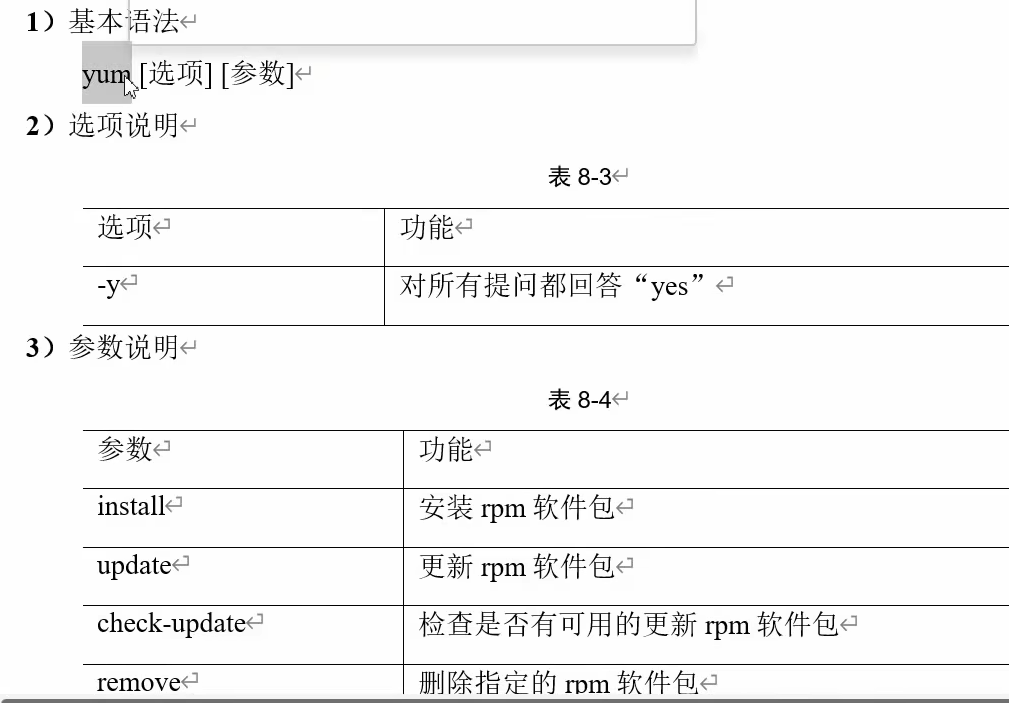 1）基本语法
yum [选项] [参数]
2）选项说明
表 8-3
选项 功能
-y 对所有提问都回答“yes”
3）参数说明
表 8-4
参数 功能
install 安装 rpm 软件包
update 更新 rpm 软件包
check-update 检查是否有可用的更新 rpm 软件包
remove 删除指定的 rpm 软件包